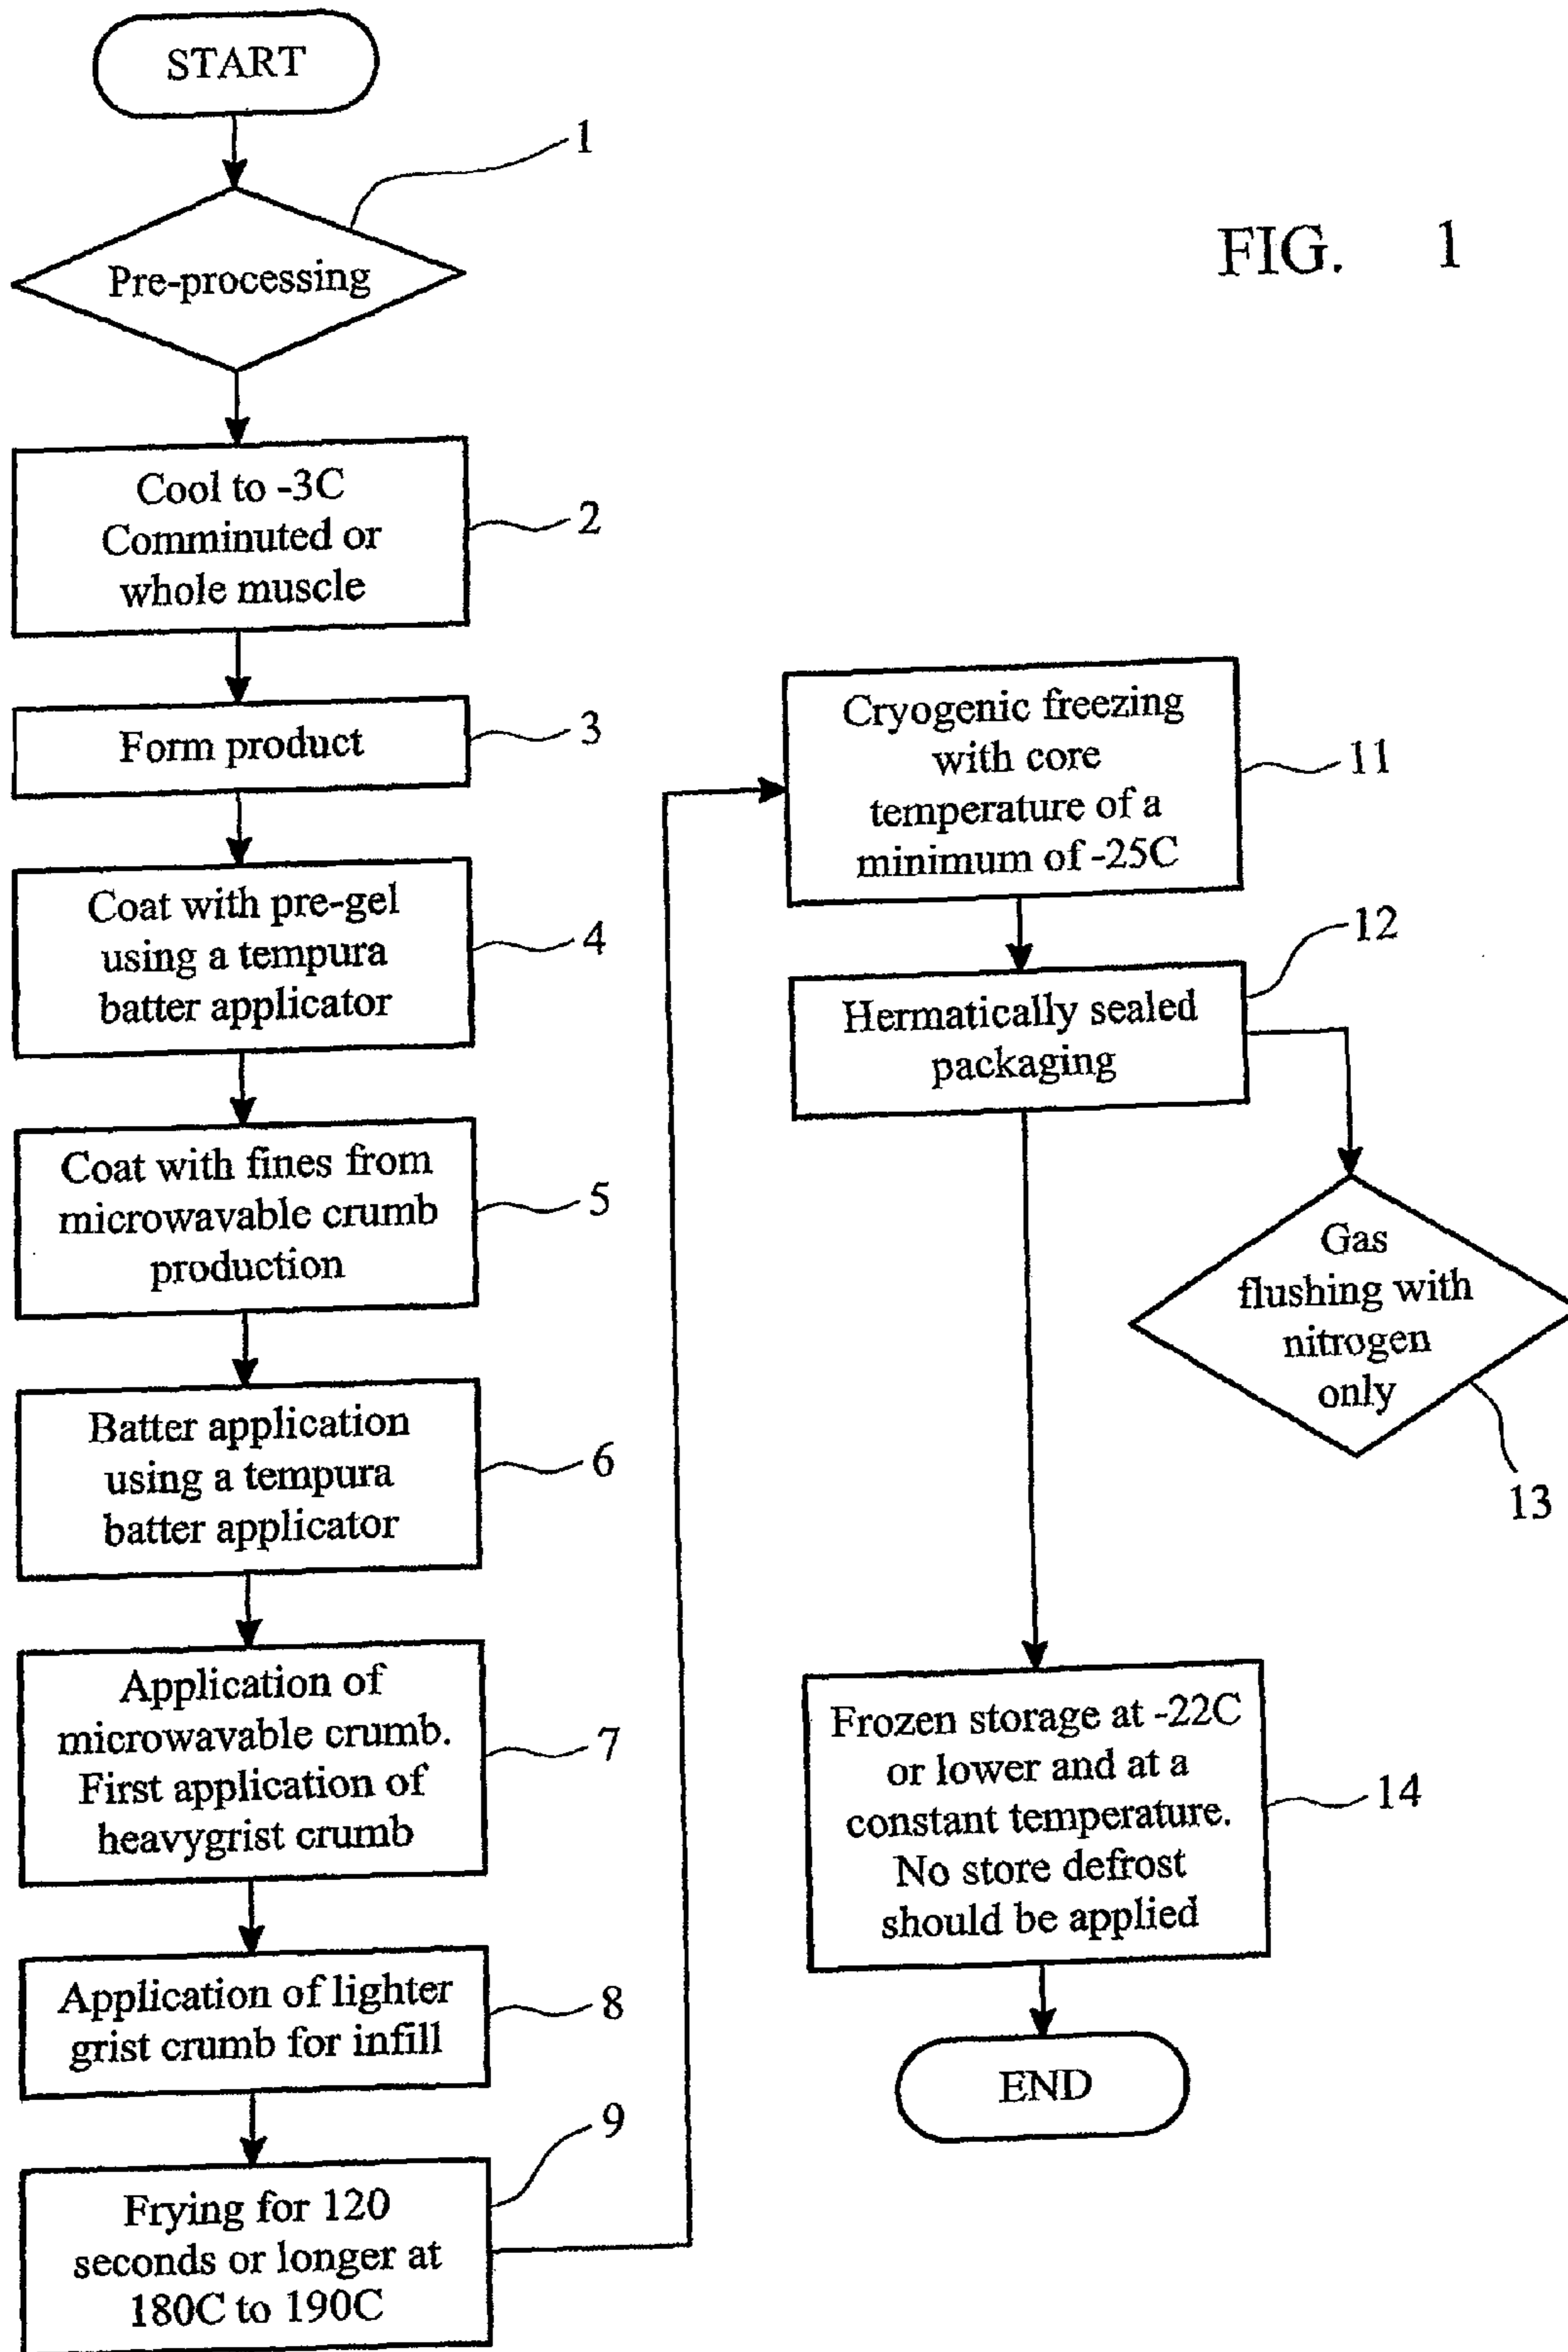 START
1
Pre-processing
FIG. 1
Cool to -3C
Comminuted or
whole muscle
2
Form product
3
Coat with pre-gel
using a tempura
batter applicator
4
Coat with fines from
microwavable crumb
production
5
Batter application
using a tempura
batter applicator
6
Application of
microwavable crumb.
First application of
heavygrist crumb
7
Application of lighter
grist crumb for infill
8
Frying for 120
seconds or longer at
180C to 190C
9
Cryogenic freezing
with core
temperature of a
minimum of -25C
11
Hermatically sealed
packaging
12
Gas
flushing with
nitrogen
only
13
Frozen storage at -22C
or lower and at a
constant temperature.
No store defrost
should be applied
14
END